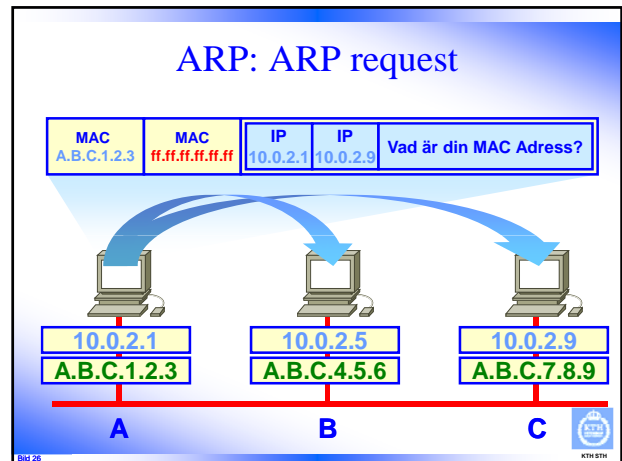 ARP: ARP request
MAC MAC IP IP
A.B.C.1.2.3 ff.ff.ff.ff.ff.ff 10.0.2.1 10.0.2.9 Vad är din MAC Adress?
10.0.2.1 10.0.2.5 10.0.2.9
A.B.C.1.2.3 A.B.C.4.5.6 A.B.C.7.8.9
A B C
KTH
Bild 26 KTH STH